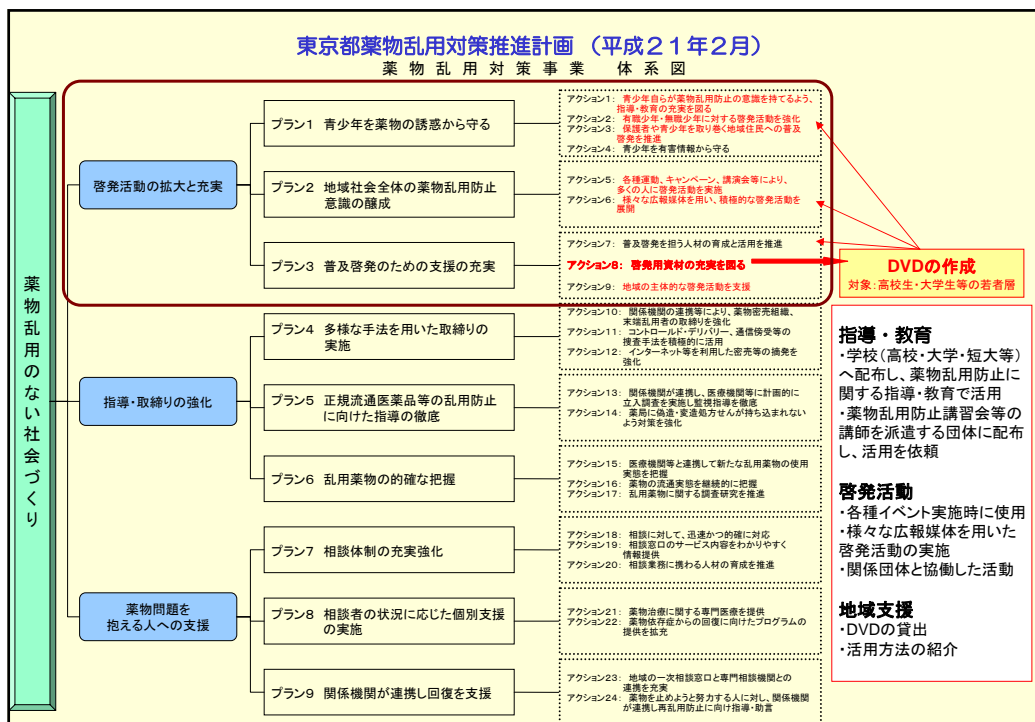 東京都薬物乱用対策推進計画 （平成２１年２月）
薬物乱用対策事業 体系図
薬物乱用のない社会づくり
啓発活動の拡大と充実
プラン1 青少年を薬物の誘惑から守る
アクション1： 青少年自らが薬物乱用防止の意識を持てるよう、
指導・教育の充実を図る
アクション2： 有職少年・無職少年に対する啓発活動を強化
アクション3： 保護者や青少年を取り巻く地域住民への普及
啓発を推進
アクション4： 青少年を有害情報から守る
プラン2 地域社会全体の薬物乱用防止
意識の醸成
アクション5： 各種運動、キャンペーン、講演会等により、
多くの人に啓発活動を実施
アクション6： 様々な広報媒体を用い、積極的な啓発活動を
展開
プラン3 普及啓発のための支援の充実
アクション7： 普及啓発を担う人材の育成と活用を推進
アクション8： 啓発用資材の充実を図る
アクション9： 地域の主体的な啓発活動を支援
指導・取締りの強化
プラン4 多様な手法を用いた取締りの
実施
アクション10： 関係機関の連携等により、薬物密売組織、
末端乱用者の取締りを強化
アクション11： コントロールド・デリバリー、通信傍受等の
捜査手法を積極的に活用
アクション12： インターネット等を利用した密売等の摘発を
強化
プラン5 正規流通医薬品等の乱用防止
に向けた指導の徹底
アクション13： 関係機関が連携し、医療機関等に計画的に
立入調査を実施し監視指導を徹底
アクション14： 薬局に偽造・変造処方せんが持ち込まれない
よう対策を強化
プラン6 乱用薬物の的確な把握
アクション15： 医療機関等と連携して新たな乱用薬物の使用
実態を把握
アクション16： 薬物の流通実態を継続的に把握
アクション17： 乱用薬物に関する調査研究を推進
薬物問題を
抱える人への支援
プラン7 相談体制の充実強化
アクション18： 相談に対して、迅速かつ的確に対応
アクション19： 相談窓口のサービス内容をわかりやすく
情報提供
アクション20： 相談業務に携わる人材の育成を推進
プラン8 相談者の状況に応じた個別支援
の実施
アクション21： 薬物治療に関する専門医療を提供
アクション22： 薬物依存症からの回復に向けたプログラムの
提供を拡充
プラン9 関係機関が連携し回復を支援
アクション23： 地域の一次相談窓口と専門相談機関との
連携を充実
アクション24： 薬物を止めようと努力する人に対し、関係機関
が連携し再乱用防止に向け指導・助言
DVDの作成
対象：高校生・大学生等の若者層
指導・教育
・学校（高校・大学・短大等）
へ配布し、薬物乱用防止に
関する指導・教育で活用
・薬物乱用防止講習会等の
講師を派遣する団体に配布
し、活用を依頼
啓発活動
・各種イベント実施時に使用
・様々な広報媒体を用いた
啓発活動の実施
・関係団体と協働した活動
地域支援
・DVDの貸出
・活用方法の紹介